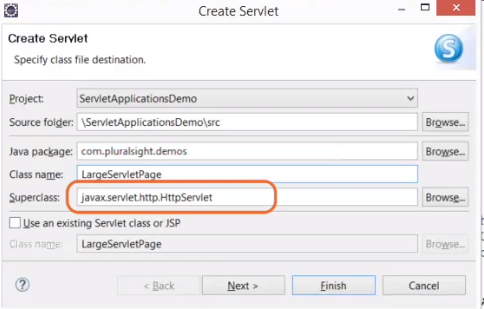 Create Servlet
Create Servlet
Specify class file destination.
S
Project: ServletApplicationsDemo
Source folder: \ServletApplicationsDemo\src Browse...
Java package: com.pluralsight.demos Browse...
Class name: LargeServletPage
Superclass: javax.servlet.http.HttpServlet Browse...
Use an existing Servlet class or JSP
Class name: LargeServletPage Browse...
? < Back Next > Finish Cancel